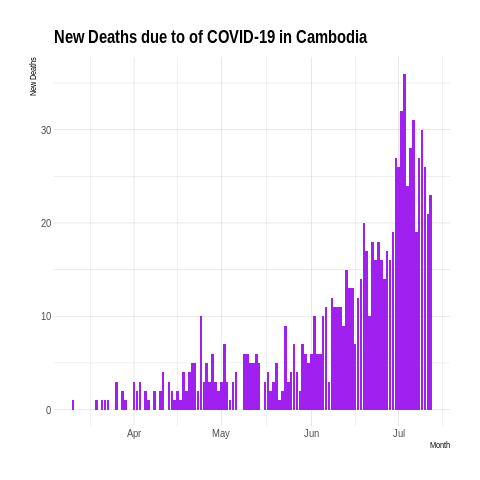 New Deaths due to of COVID-19 in Cambodia
New Deaths
30
20
10
0
Apr
May
Jun
Jul
Month